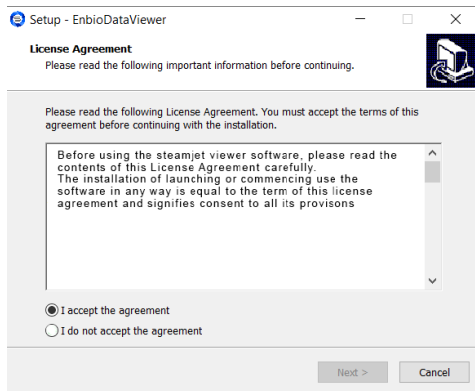 Setup - EnbioDataViewer
License Agreement
Please read the following important information before continuing.
Please read the following License Agreement. You must accept the terms of this
agreement before continuing with the installation.
Before using the steamjet viewer software, please read the
contents of this License Agreement carefully.
The installation of launching or commencing use the
software in any way is equal to the term of this license
agreement and signifies consent to all its provisons
I accept the agreement
I do not accept the agreement
Next >
Cancel